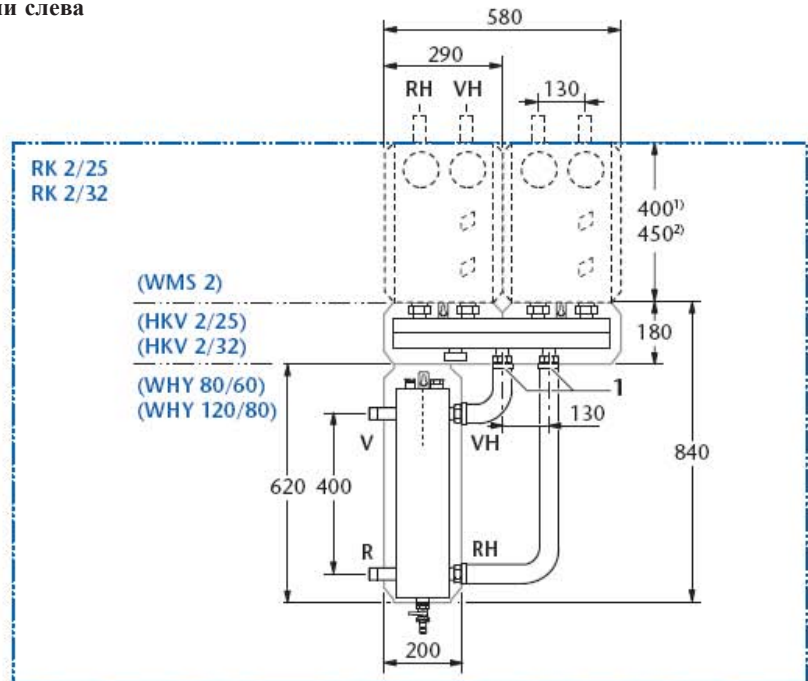 ии слева
580
290
RH VH 130
RK 2/25
RK 2/32
400¹⁾
450²⁾
(WMS 2)
(HKV 2/25)
(HKV 2/32)
180
(WHY 80/60)
(WHY 120/80)
1
130
V VH
620 400 840
R RH
200